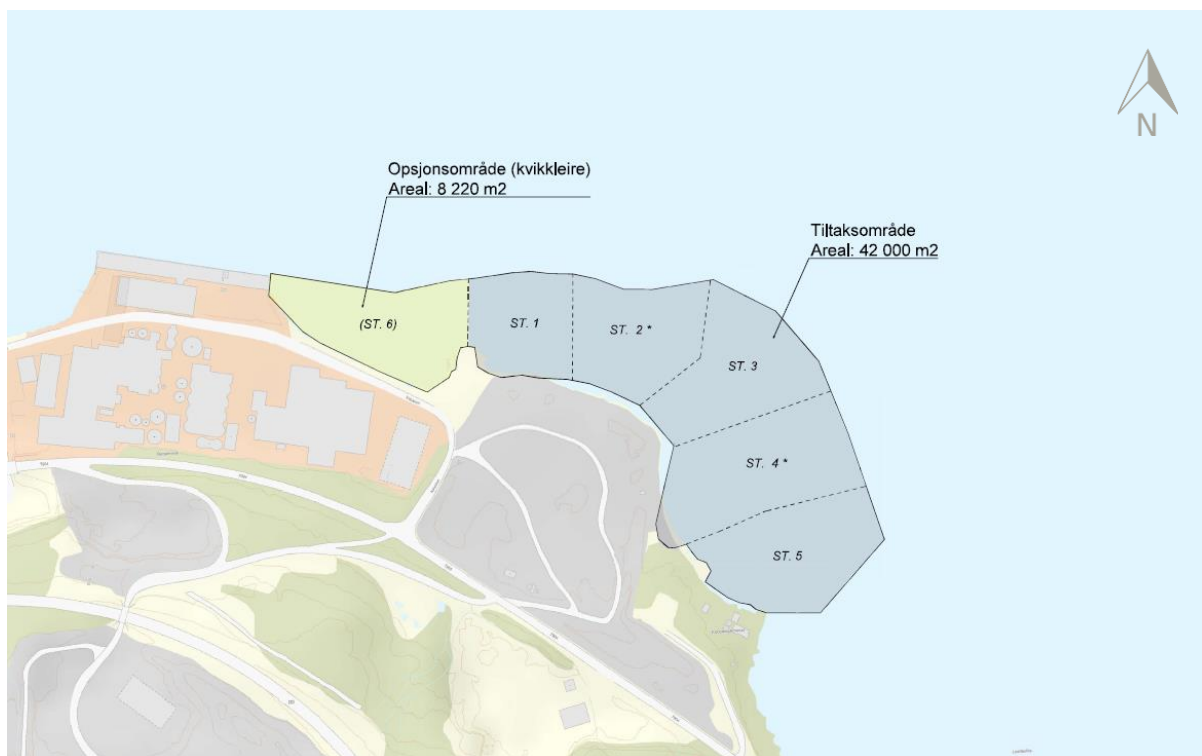 N
Opsjonsområde (kvikkleire)
Areal: 8 220 m2
Tiltaksområde
Areal: 42 000 m2
(ST. 6)
ST. 1
ST. 2 *
ST. 3
ST. 4 *
ST. 5